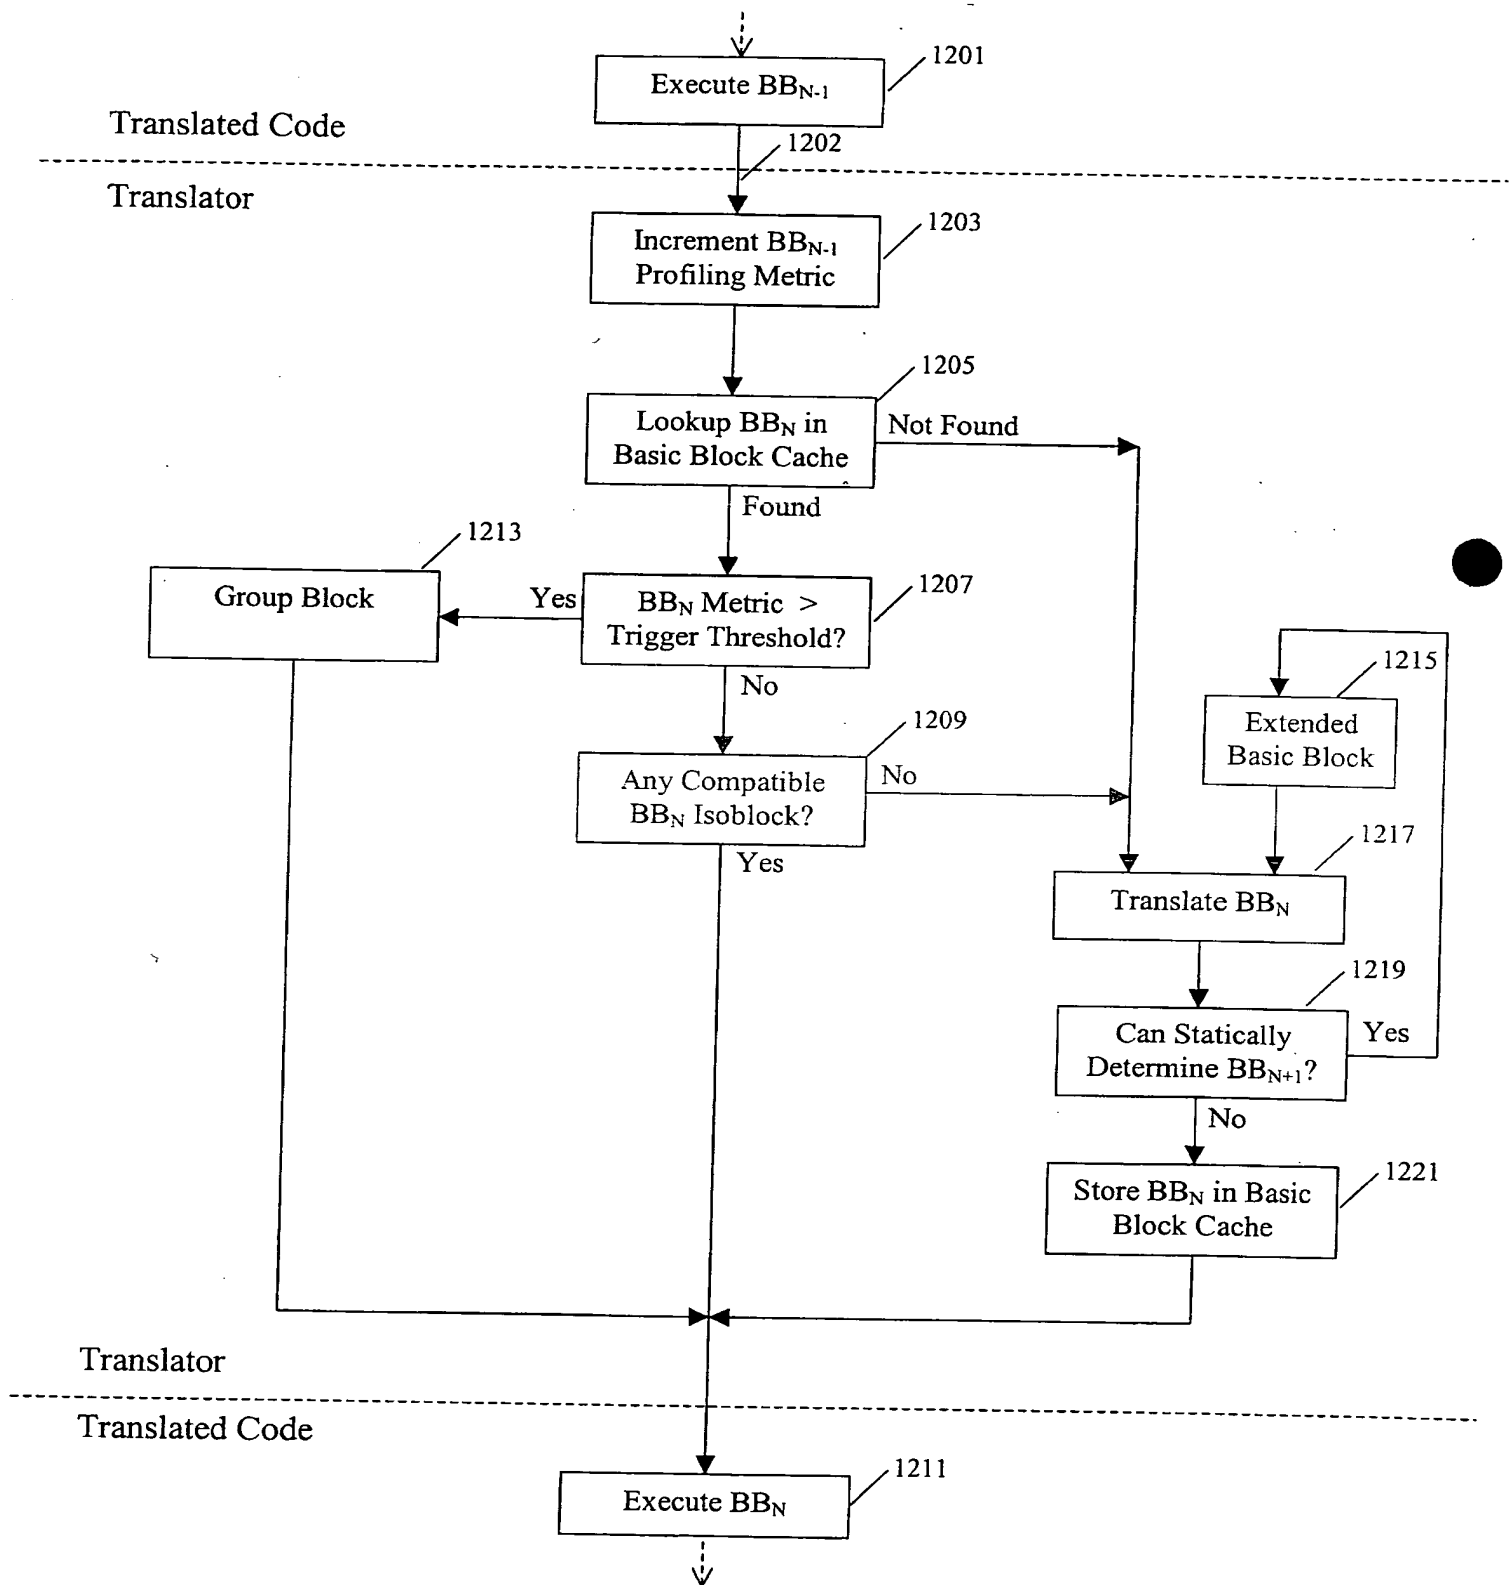 1201
Execute BBN-1
Translated Code
1202
Translator
1203
Increment BBN-1
Profiling Metric
1205
Lookup BBN in
Basic Block Cache
Not Found
Found
1213
Group Block
Yes
1207
BBN Metric >
Trigger Threshold?
No
1215
Extended
Basic Block
1209
Any Compatible
BBN Isoblock?
No
Yes
1217
Translate BBN
1219
Can Statically
Determine BBN+1?
Yes
No
1221
Store BBN in Basic
Block Cache
Translator
Translated Code
1211
Execute BBN